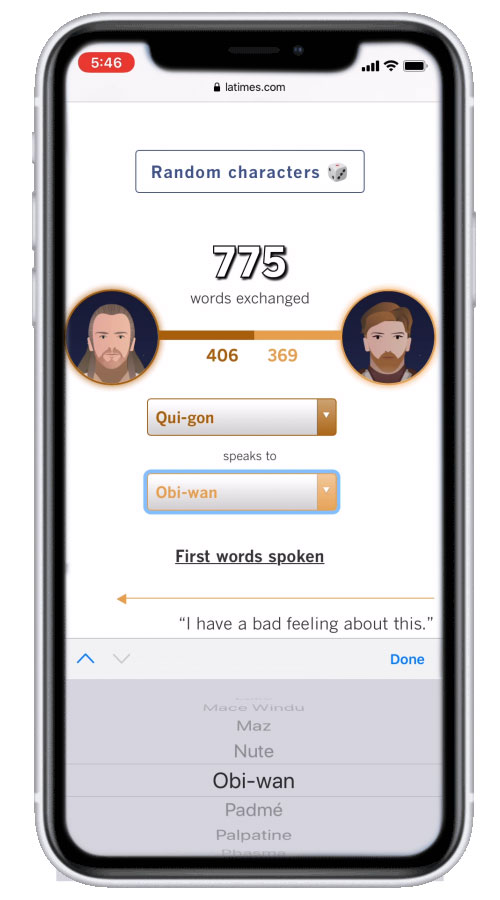 5:46
latimes.com
Random characters
775
words exchanged
406 369
Qui-gon
speaks to
Obi-wan
First words spoken
“I have a bad feeling about this.”
Done
Mace Windu
Maz
Nute
Obi-wan
Padmé
Palpatine
Phasma